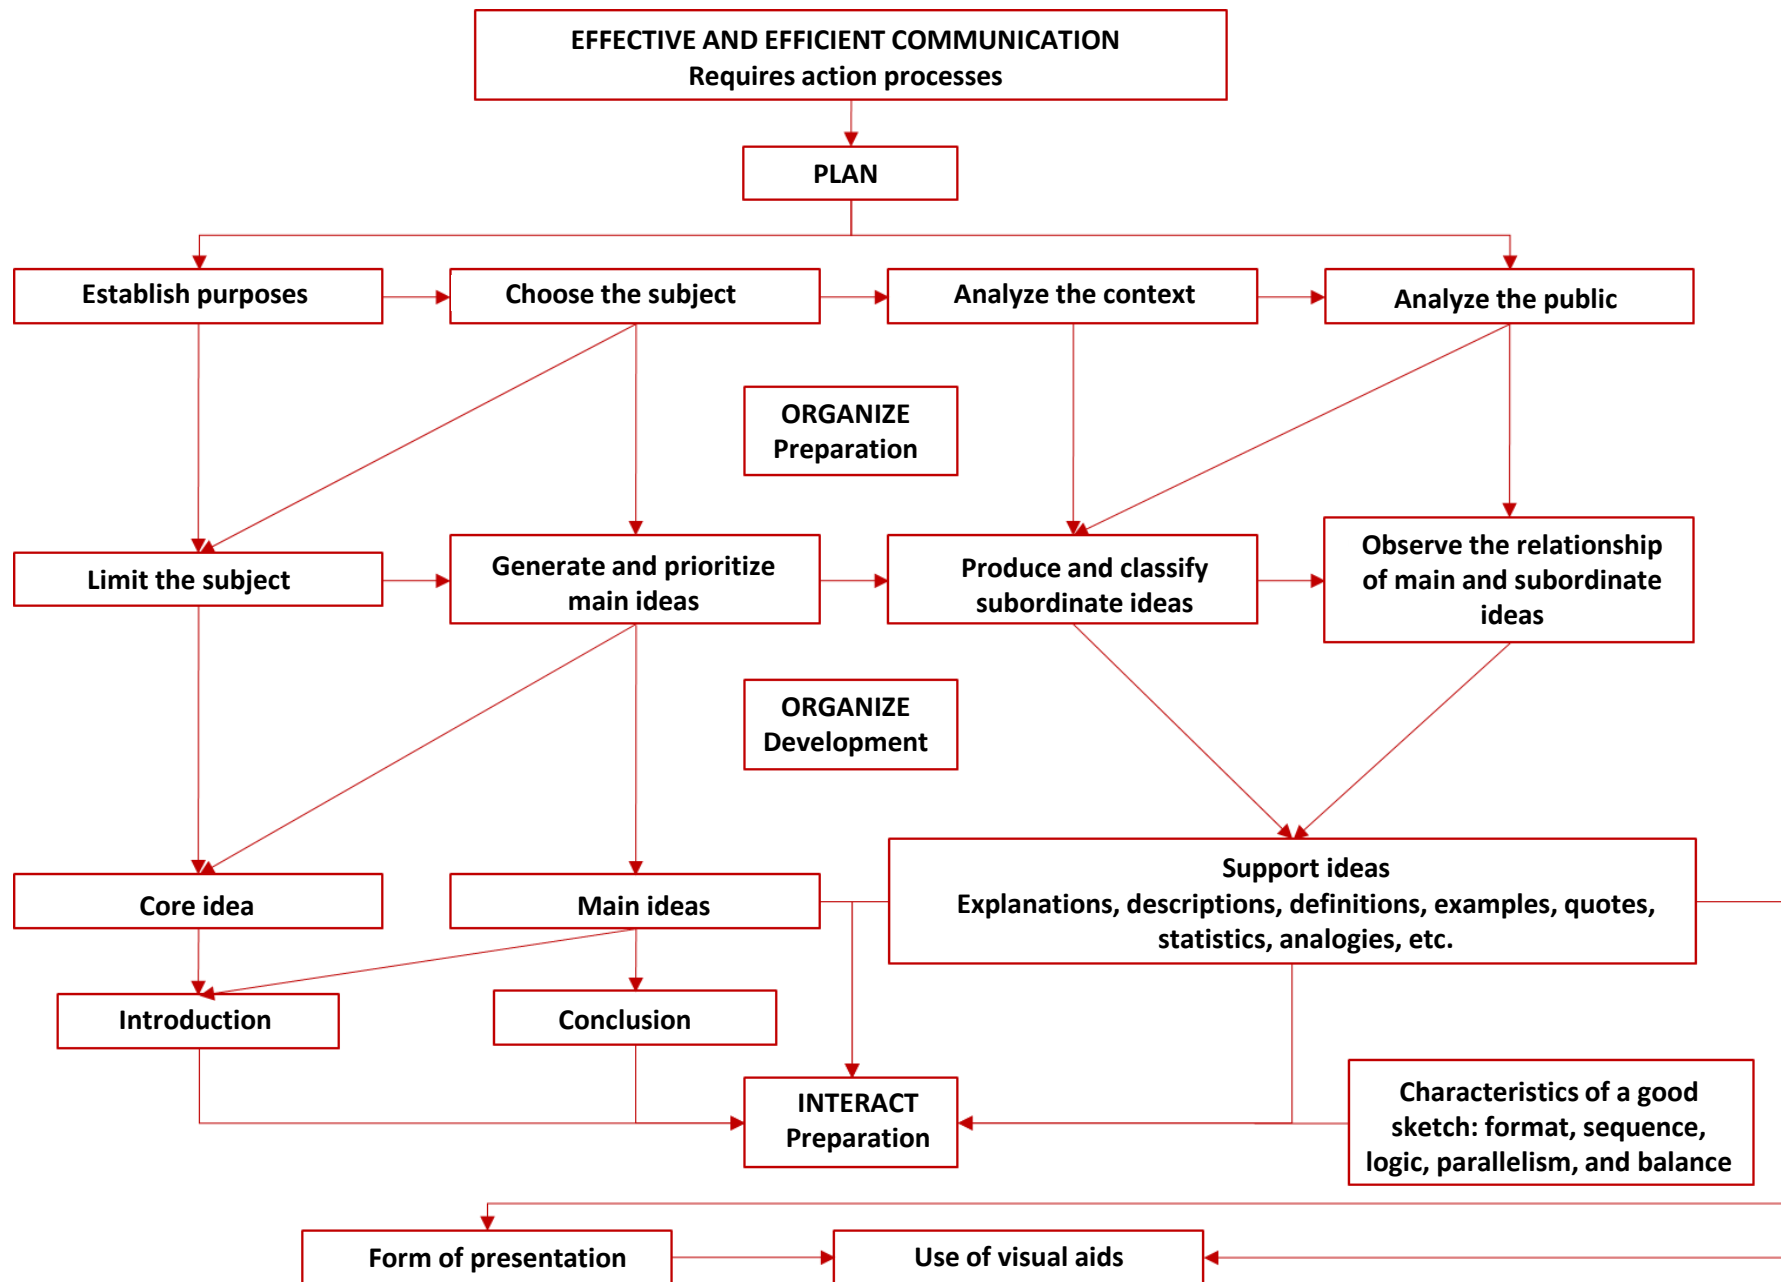 EFFECTIVE AND EFFICIENT COMMUNICATION
Requires action processes
PLAN
Establish purposes
Choose the subject
Analyze the context
Analyze the public
ORGANIZE
Preparation
Limit the subject
Generate and prioritize
main ideas
Produce and classify
subordinate ideas
Observe the relationship
of main and subordinate
ideas
ORGANIZE
Development
Core idea
Main ideas
Support ideas
Explanations, descriptions, definitions, examples, quotes,
statistics, analogies, etc.
Introduction
Conclusion
INTERACT
Preparation
Characteristics of a good
sketch: format, sequence,
logic, parallelism, and balance
Form of presentation
Use of visual aids